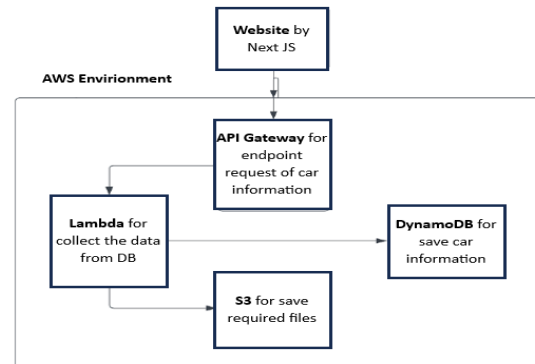 Website by
Next JS
AWS Envirionment
API Gateway for
endpoint
request of car
information
Lambda for
collect the data
from DB
DynamoDB for
save car
information
S3 for save
required files